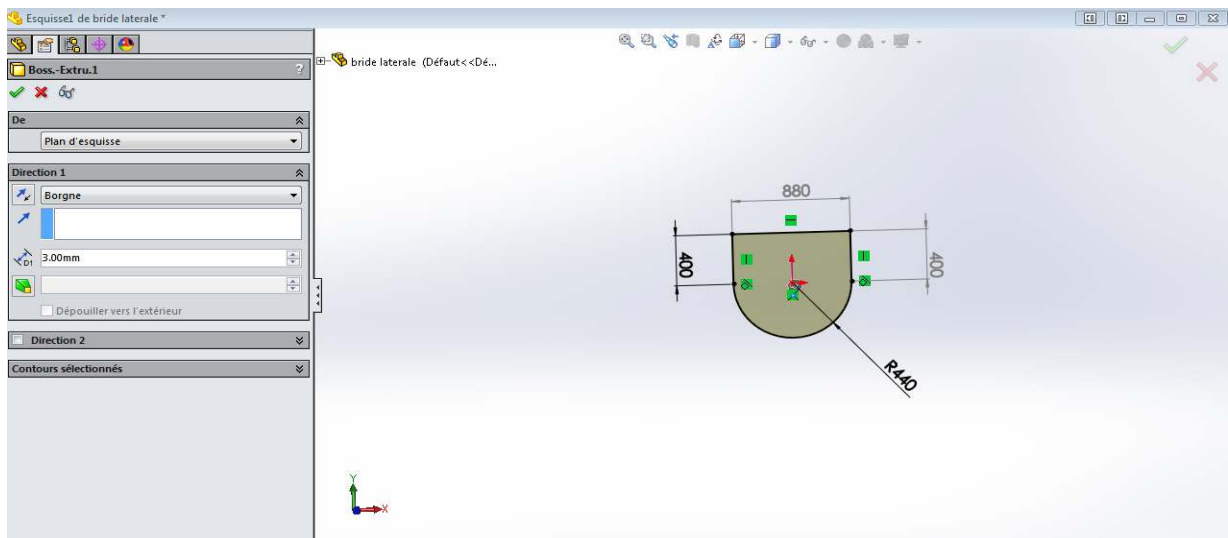 Esquisse1 de bride laterale *
Boss.-Extru.1
?
De
Plan d'esquisse
Direction 1
Borgne
D1
3.00mm
Dépouiller vers l'extérieur
Direction 2
Contours sélectionnés
bride laterale (Défaut<<Dé...
880
400
400
R440
Y
X